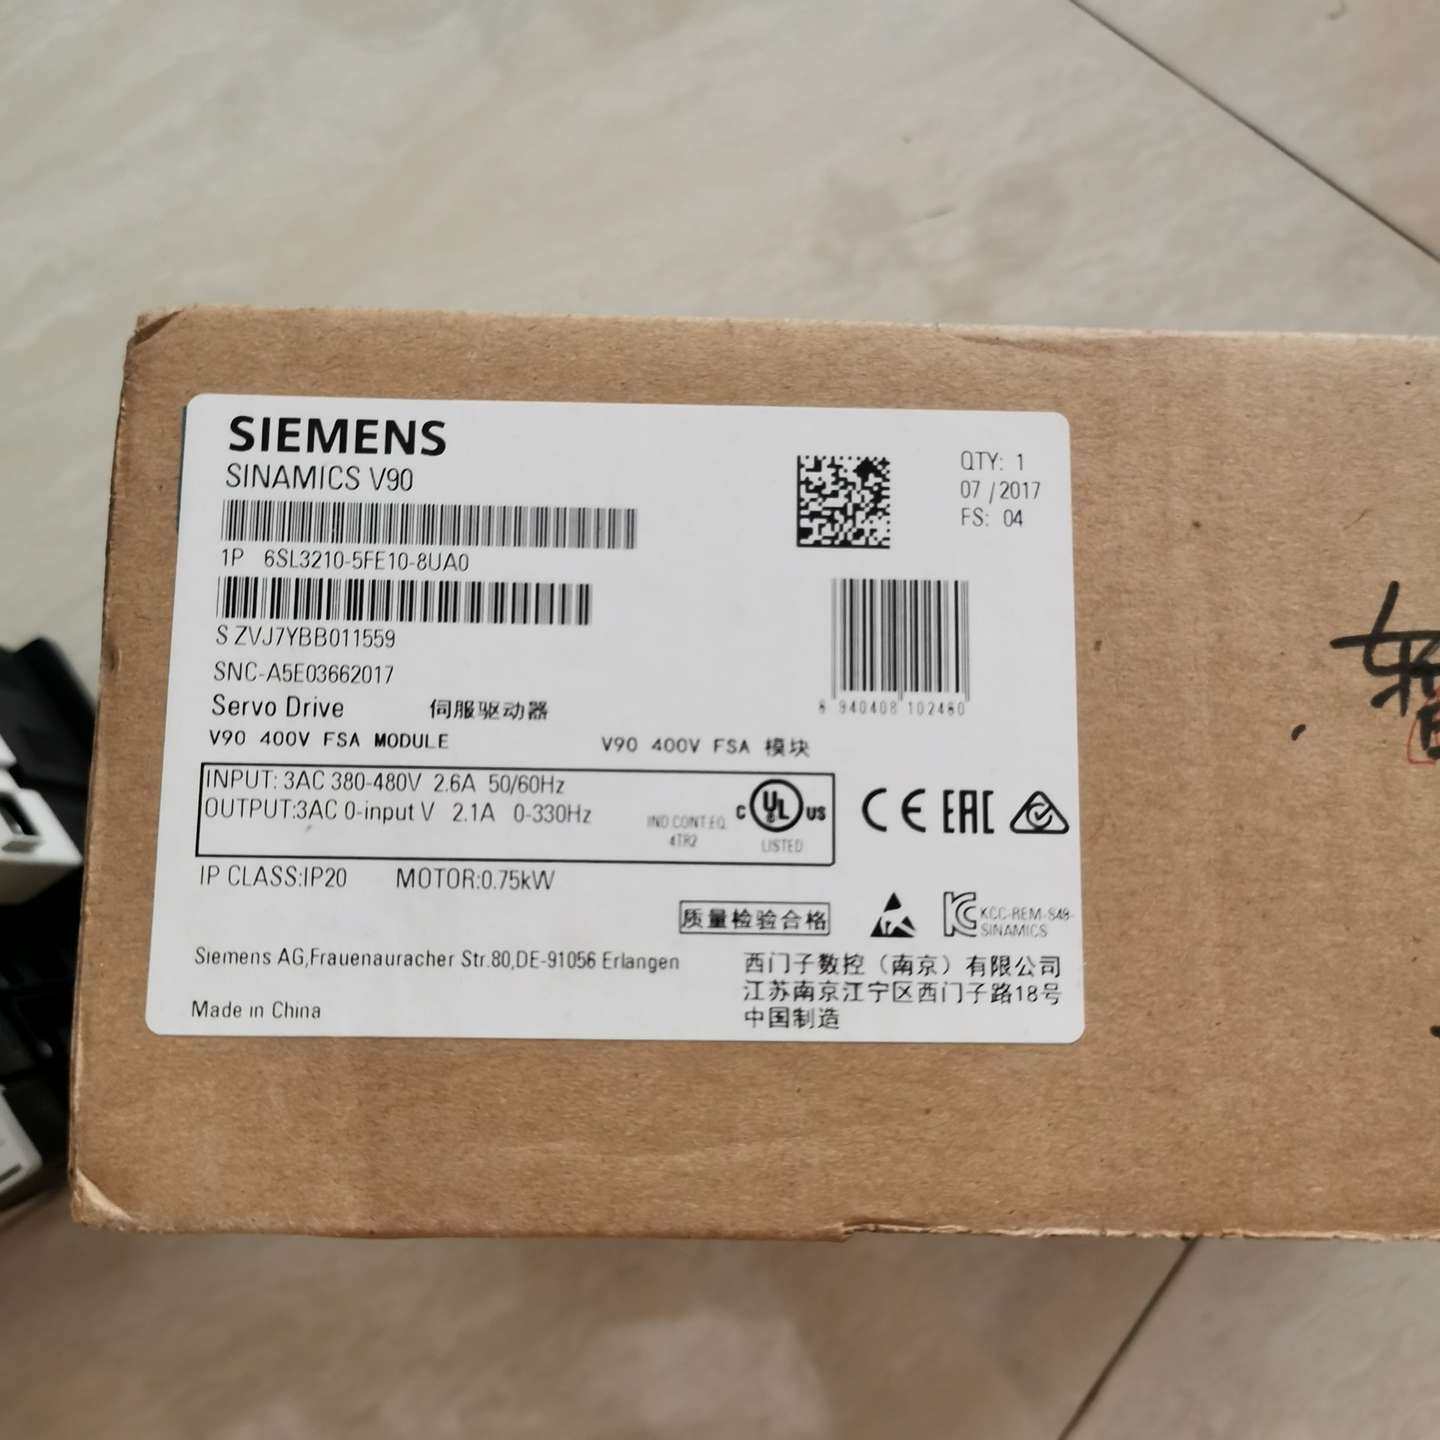 SIEMENS
SINAMICS V90
QTY: 1
07 / 2017
FS: 04
1P 6SL3210-5FE10-8UA0
S ZVJ7YBB011559
SNC-A5E03662017
6 940408 102480
Servo Drive 伺服驱动器
V90 400V FSA MODULE V90 400V FSA 模块
INPUT: 3AC 380-480V 2.6A 50/60Hz
OUTPUT:3AC 0-input V 2.1A 0-330Hz
IND CONT.EQ.
4TR2
C UL US
LISTED
CE EAC
IP CLASS:IP20 MOTOR:0.75kW
质量检验合格
KCC-REM-S49-
SINAMICS
Siemens AG,Frauenauracher Str.80,DE-91056 Erlangen
西门子数控（南京）有限公司
江苏南京江宁区西门子路18号
Made in China
中国制造